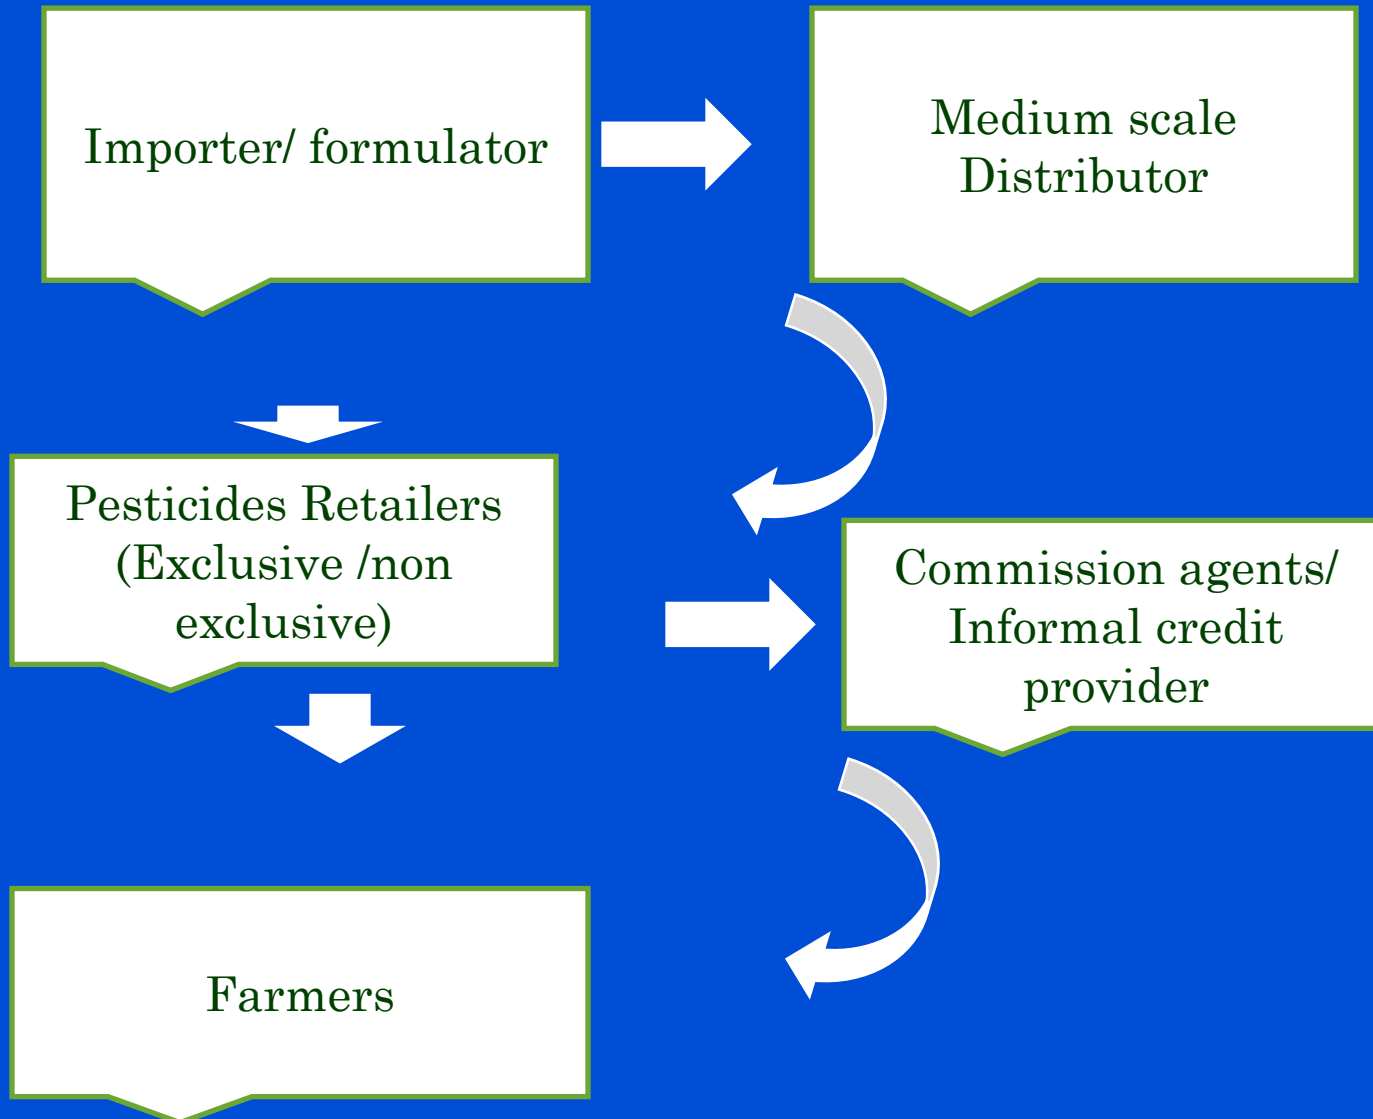 Importer/ formulator
Medium scale
Distributor
Pesticides Retailers
(Exclusive /non
exclusive)
Commission agents/
Informal credit
provider
Farmers